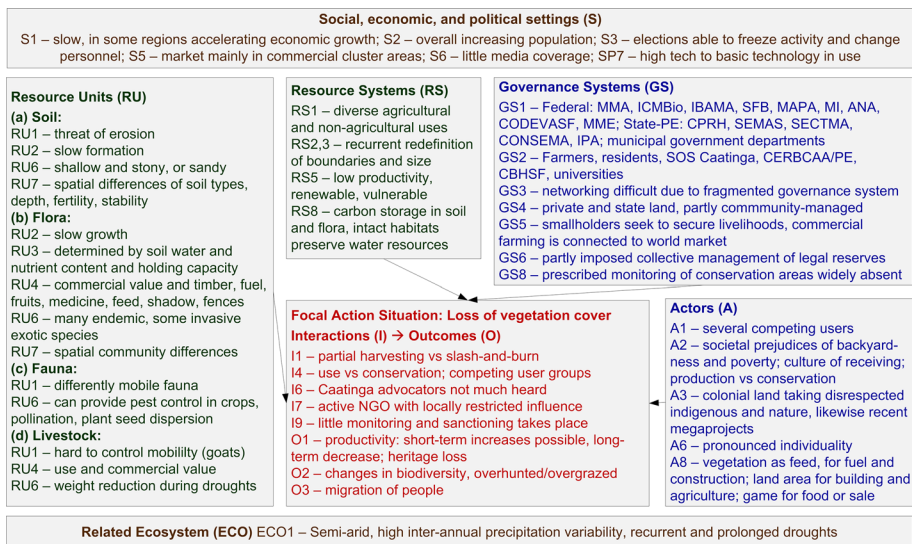 Social, economic, and political settings (S)
S1 – slow, in some regions accelerating economic growth; S2 – overall increasing population; S3 – elections able to freeze activity and change
personnel; S5 – market mainly in commercial cluster areas; S6 – little media coverage; SP7 – high tech to basic technology in use
Resource Units (RU)
(a) Soil:
RU1 – threat of erosion
RU2 – slow formation
RU6 – shallow and stony, or sandy
RU7 – spatial differences of soil types,
depth, fertility, stability
(b) Flora:
RU2 – slow growth
RU3 – determined by soil water and
nutrient content and holding capacity
RU4 – commercial value and timber, fuel,
fruits, medicine, feed, shadow, fences
RU6 – many endemic, some invasive
exotic species
RU7 – spatial community differences
(c) Fauna:
RU1 – differently mobile fauna
RU6 – can provide pest control in crops,
pollination, plant seed dispersion
(d) Livestock:
RU1 – hard to control mobililty (goats)
RU4 – use and commercial value
RU6 – weight reduction during droughts
Resource Systems (RS)
RS1 – diverse agricultural
and non-agricultural uses
RS2,3 – recurrent redefinition
of boundaries and size
RS5 – low productivity,
renewable, vulnerable
RS8 – carbon storage in soil
and flora, intact habitats
preserve water resources
Governance Systems (GS)
GS1 – Federal: MMA, ICMBio, IBAMA, SFB, MAPA, MI, ANA,
CODEVASF, MME; State-PE: CPRH, SEMAS, SECTMA,
CONSEMA, IPA; municipal government departments
GS2 – Farmers, residents, SOS Caatinga, CERBCAA/PE,
CBHSF, universities
GS3 – networking difficult due to fragmented governance system
GS4 – private and state land, partly commmunity-managed
GS5 – smallholders seek to secure livelihoods, commercial
farming is connected to world market
GS6 – partly imposed collective management of legal reserves
GS8 – prescribed monitoring of conservation areas widely absent
Focal Action Situation: Loss of vegetation cover
Interactions (I) → Outcomes (O)
I1 – partial harvesting vs slash-and-burn
I4 – use vs conservation; competing user groups
I6 – Caatinga advocators not much heard
I7 – active NGO with locally restricted influence
I9 – little monitoring and sanctioning takes place
O1 – productivity: short-term increases possible, long-
term decrease; heritage loss
O2 – changes in biodiversity, overhunted/overgrazed
O3 – migration of people
Actors (A)
A1 – several competing users
A2 – societal prejudices of backyard-
ness and poverty; culture of receiving;
production vs conservation
A3 – colonial land taking disrespected
indigenous and nature, likewise recent
megaprojects
A6 – pronounced individuality
A8 – vegetation as feed, for fuel and
construction; land area for building and
agriculture; game for food or sale
Related Ecosystem (ECO) ECO1 – Semi-arid, high inter-annual precipitation variability, recurrent and prolonged droughts